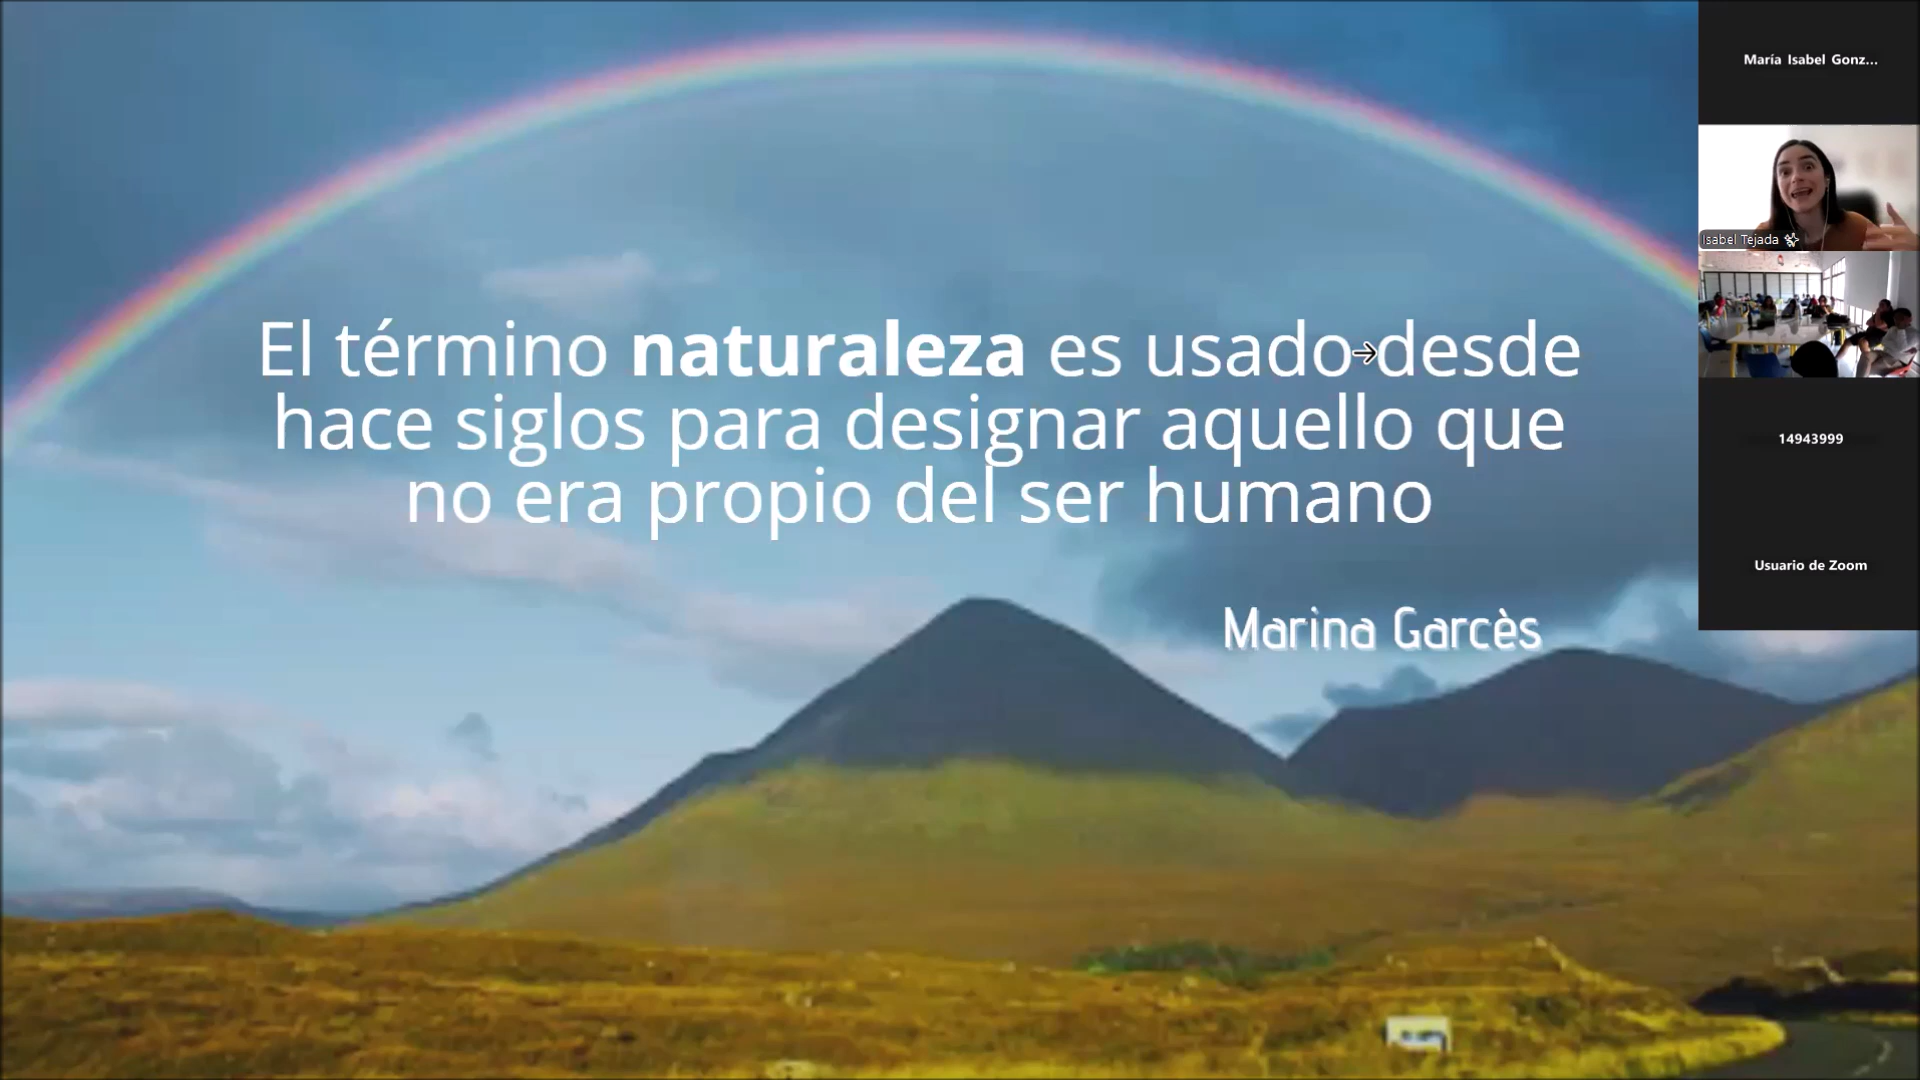 El término naturaleza es usado desde
hace siglos para designar aquello que
no era propio del ser humano
Marina Garcès
María Isabel Gonz...
Isabel Tejada
14943999
Usuario de Zoom